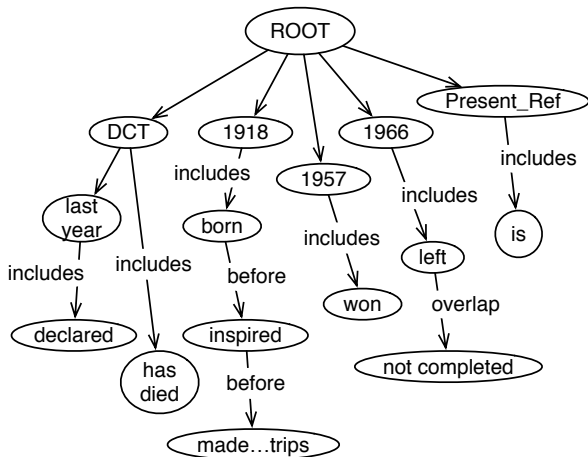 ROOT
Present_Ref
DCT
1918
1966
includes
1957
includes
includes
last
year
born
is
includes
left
includes
includes
before
won
overlap
declared
inspired
has
died
not completed
before
made...trips